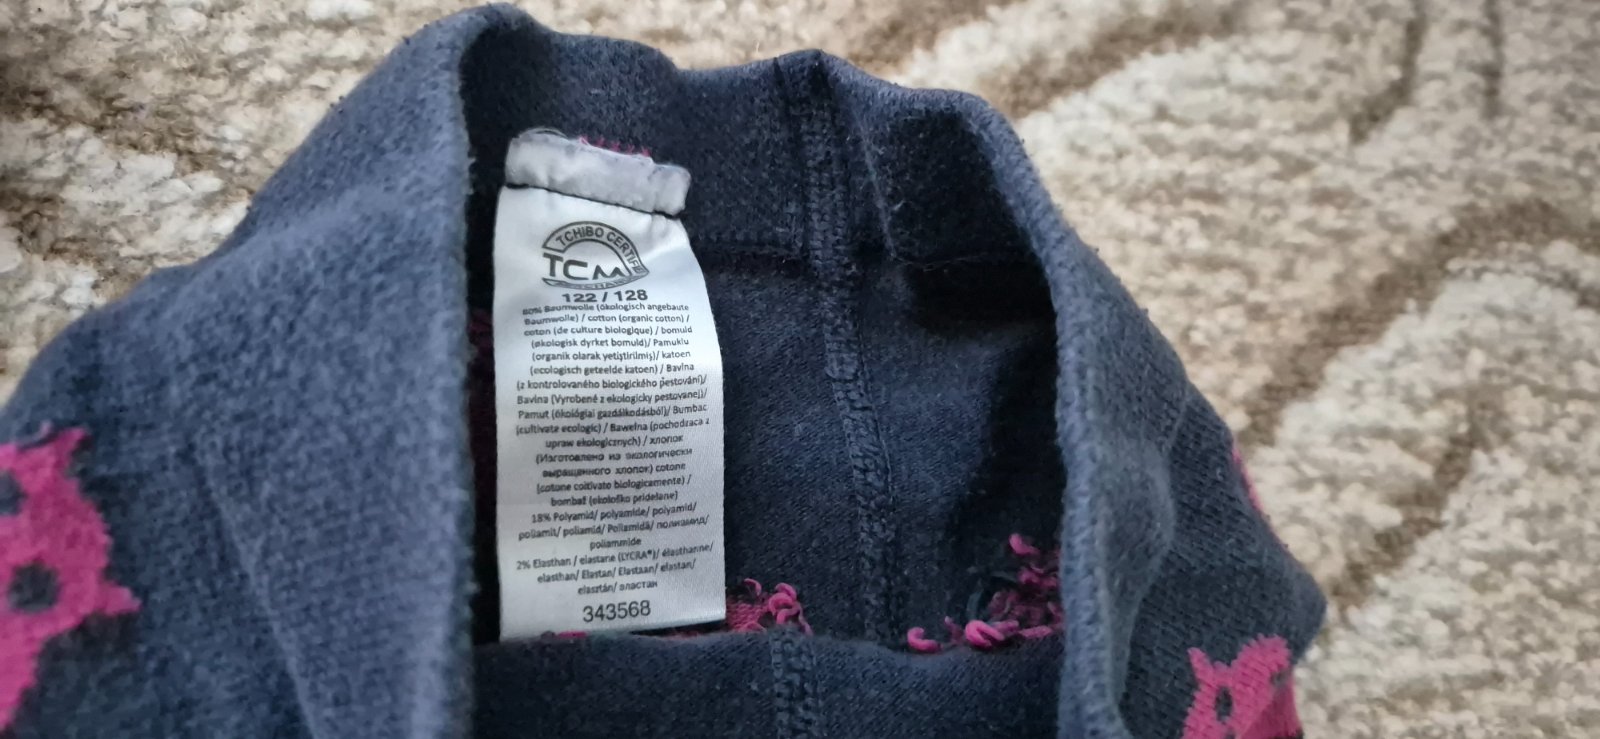 TCHIBO CERTIFIE
TCM
122 / 128
80% Baumwolle (ökologisch angebaute
Baumwolle) / cotton (organic cotton) /
coton (de culture biologique) / bomuld
(økologisk dyrket bomuld)/ Pamuklu
(organik olarak yetiştirilmiş)/ katoen
(ecologisch geteelde katoen) / Bavlna
(z kontrolovaného biologického pěstování)/
Bavlna (Vyrobené z ekologicky pestovanej)/
Pamut (ökológiai gazdálkodásból)/ Bumbac
(cultivate ecologic) / Bawełna (pochodzaca z
upraw ekologicznych) / хлопок
(Изготовлено из экологически
выращенного хлопок) cotone
(cotone coltivato biologicamente) /
bombaž (ekološko pridelane)
18% Polyamid/ polyamide/ polyamid/
poliamit/ poliamid/ Poliamidă/ полиамид/
poliammide
2% Elasthan / elastane (LYCRA®)/ élasthanne/
elasthan/ Elastan/ Elastaan/ elastan/
elasztán/ эластан
343568